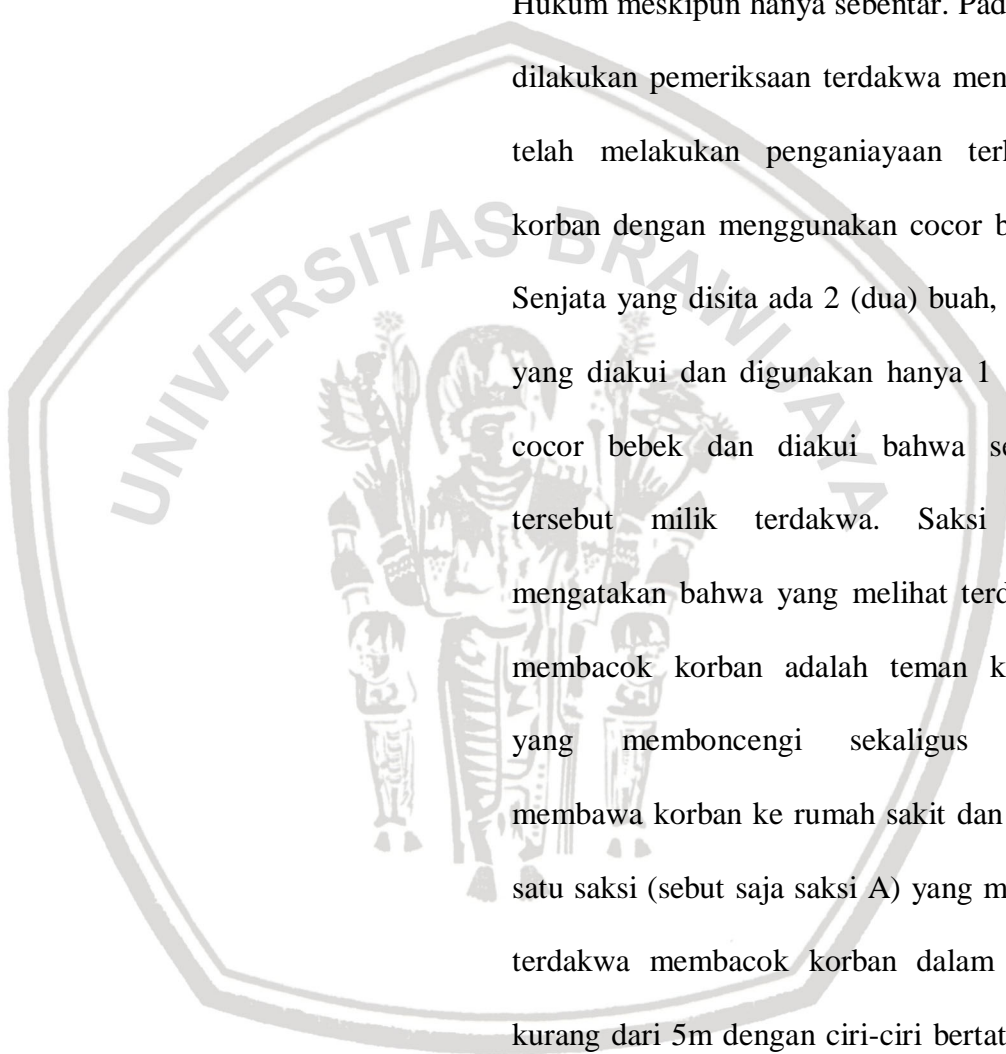 Hukum meskipun hanya sebentar. Pad
dilakukan pemeriksaan terdakwa men
telah melakukan penganiayaan ter
korban dengan menggunakan cocor b
Senjata yang disita ada 2 (dua) buah,
yang diakui dan digunakan hanya 1
cocor bebek dan diakui bahwa se
tersebut milik terdakwa. Saksi
mengatakan bahwa yang melihat terd
membacok korban adalah teman k
yang memboncengi sekaligus
membawa korban ke rumah sakit dan
satu saksi (sebut saja saksi A) yang m
terdakwa membacok korban dalam
kurang dari 5m dengan ciri-ciri bertat
UNIVERSITAS BRAWIJAYA